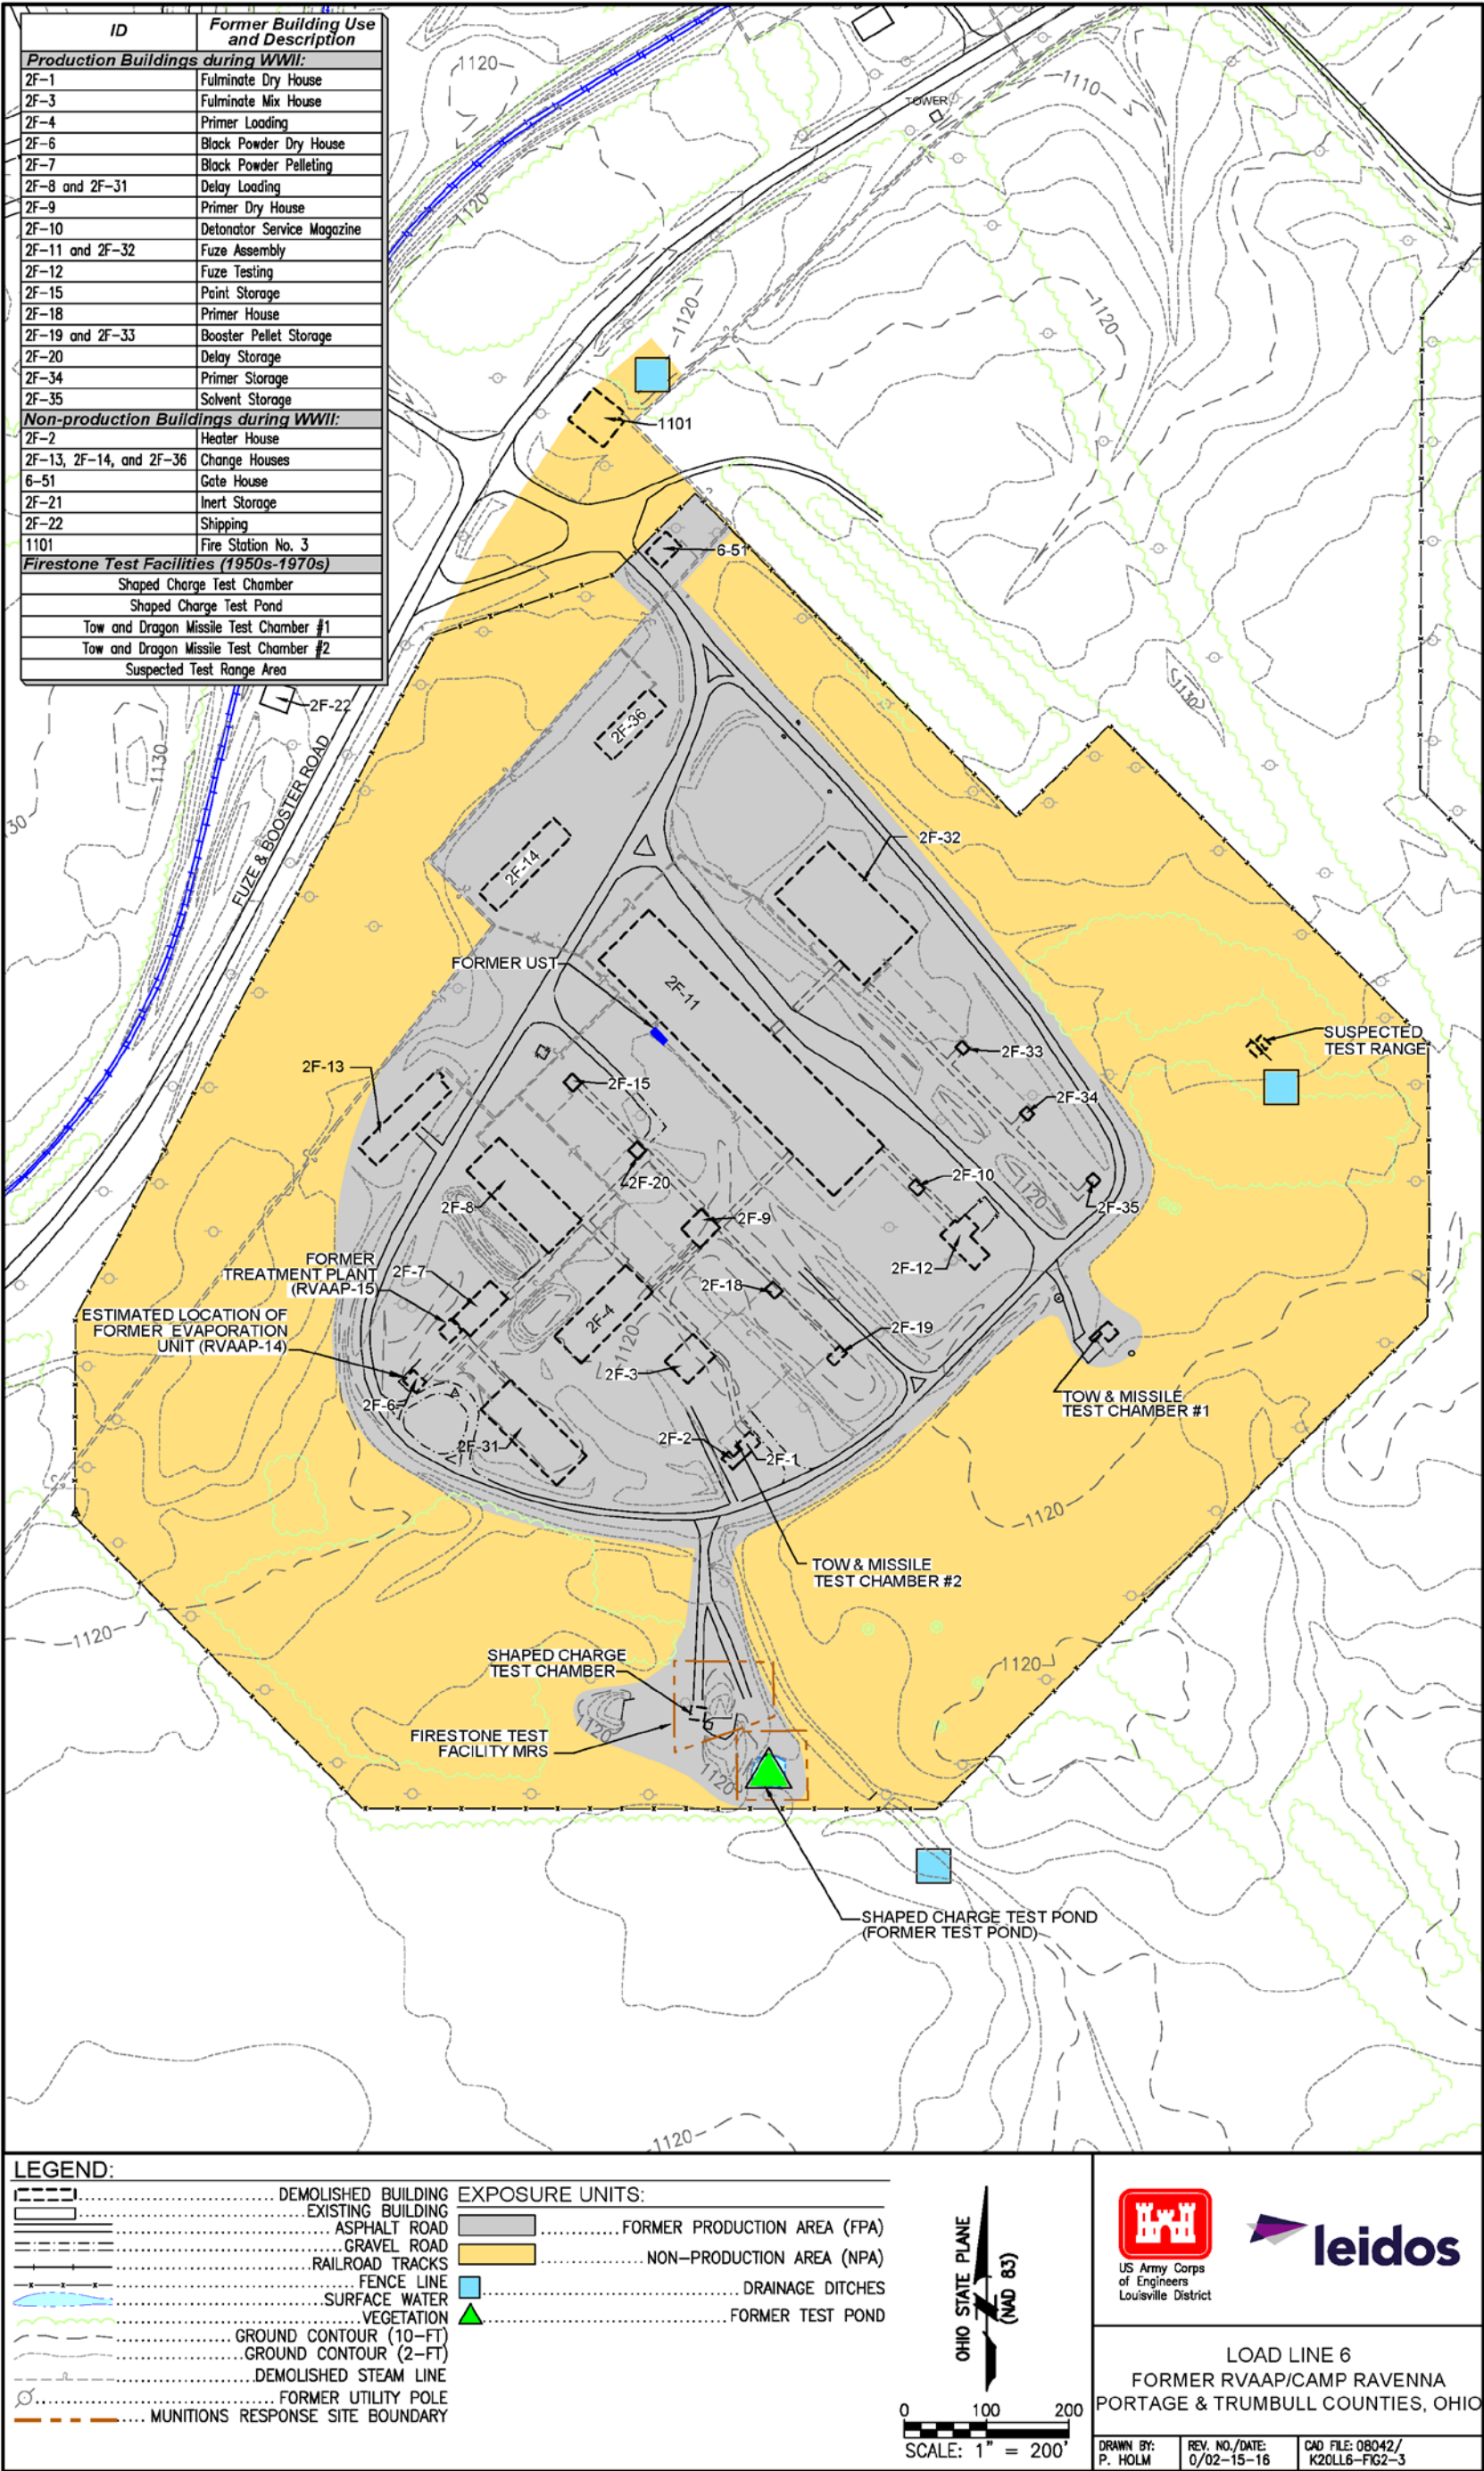 ID Former Building Use and Description
Production Buildings during WWII:
2F-1 Fulminate Dry House
2F-3 Fulminate Mix House
2F-4 Primer Loading
2F-6 Black Powder Dry House
2F-7 Black Powder Pelleting
2F-8 and 2F-31 Delay Loading
2F-9 Primer Dry House
2F-10 Detonator Service Magazine
2F-11 and 2F-32 Fuze Assembly
2F-12 Fuze Testing
2F-15 Paint Storage
2F-18 Primer House
2F-19 and 2F-33 Booster Pellet Storage
2F-20 Delay Storage
2F-34 Primer Storage
2F-35 Solvent Storage
Non-production Buildings during WWII:
2F-2 Heater House
2F-13, 2F-14, and 2F-36 Change Houses
6-51 Gate House
2F-21 Inert Storage
2F-22 Shipping
1101 Fire Station No. 3
Firestone Test Facilities (1950s-1970s)
Shaped Charge Test Chamber
Shaped Charge Test Pond
Tow and Dragon Missile Test Chamber #1
Tow and Dragon Missile Test Chamber #2
Suspected Test Range Area
1120
1110
TOWER
1120
1120
1120
1101
6-51
1130
2F-22
2F-36
1130
30
FUZE & BOOSTER ROAD
2F-32
2F-14
FORMER UST
2F-11
SUSPECTED
TEST RANGE
2F-33
2F-13
2F-15
2F-34
2F-20
2F-10
1120
2F-35
2F-8
2F-9
FORMER
TREATMENT PLANT
(RVAAP-15)
2F-7
2F-12
2F-18
ESTIMATED LOCATION OF
FORMER EVAPORATION
UNIT (RVAAP-14)
2F-4
1120
2F-19
2F-3
TOW & MISSILE
TEST CHAMBER #1
2F-6
2F-31
2F-2
2F-1
1120
TOW & MISSILE
TEST CHAMBER #2
1120
SHAPED CHARGE
TEST CHAMBER
1120
1120
FIRESTONE TEST
FACILITY MRS
1120
SHAPED CHARGE TEST POND
(FORMER TEST POND)
1120
LEGEND:
DEMOLISHED BUILDING
EXISTING BUILDING
ASPHALT ROAD
GRAVEL ROAD
RAILROAD TRACKS
FENCE LINE
SURFACE WATER
VEGETATION
GROUND CONTOUR (10-FT)
GROUND CONTOUR (2-FT)
DEMOLISHED STEAM LINE
FORMER UTILITY POLE
MUNITIONS RESPONSE SITE BOUNDARY
EXPOSURE UNITS:
FORMER PRODUCTION AREA (FPA)
NON-PRODUCTION AREA (NPA)
DRAINAGE DITCHES
FORMER TEST POND
OHIO STATE PLANE
(NAD 83)
0 100 200
SCALE: 1" = 200'
US Army Corps
of Engineers
Louisville District
leidos
LOAD LINE 6
FORMER RVAAP/CAMP RAVENNA
PORTAGE & TRUMBULL COUNTIES, OHIO
DRAWN BY:
P. HOLM
REV. NO./DATE:
0/02-15-16
CAD FILE: 08042/
K20LL6-FIG2-3